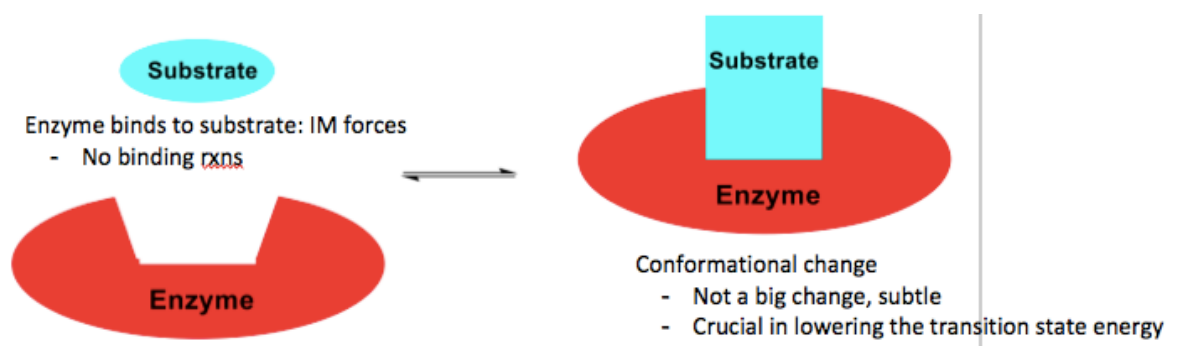 Substrate
Enzyme binds to substrate: IM forces
- No binding rxns
Enzyme
Substrate
Enzyme
Conformational change
- Not a big change, subtle
- Crucial in lowering the transition state energy